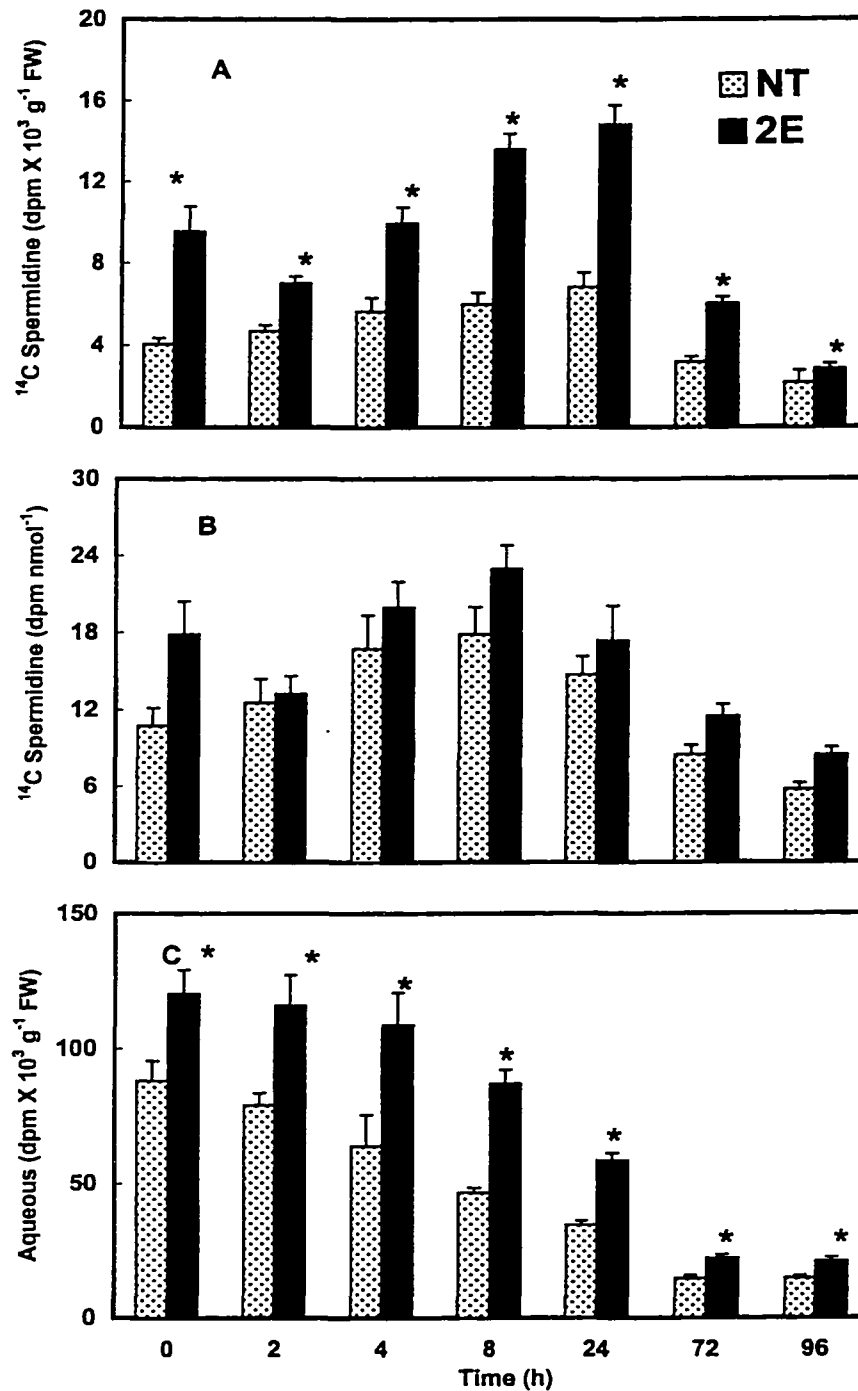 20
16
12
8
4
0
¹⁴C Spermidine (dpm X 10³ g⁻¹ FW)
A
* * * * * * *
NT
2E
30
24
18
12
6
0
¹⁴C Spermidine (dpm nmol⁻¹)
B
150
100
50
0
Aqueous (dpm X 10³ g⁻¹ FW)
C
* * * * * * *
0 2 4 8 24 72 96
Time (h)